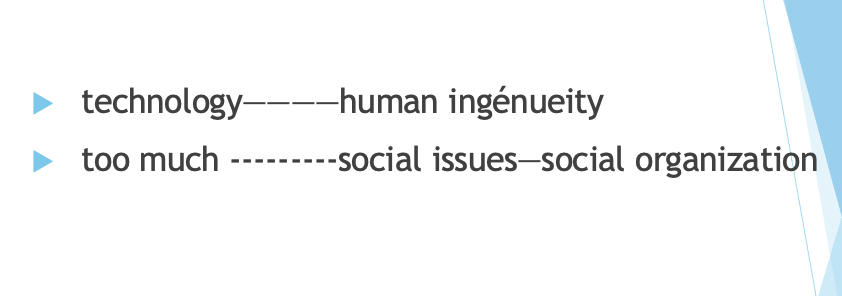 technology————human ingénueity
too much ---------social issues—social organization